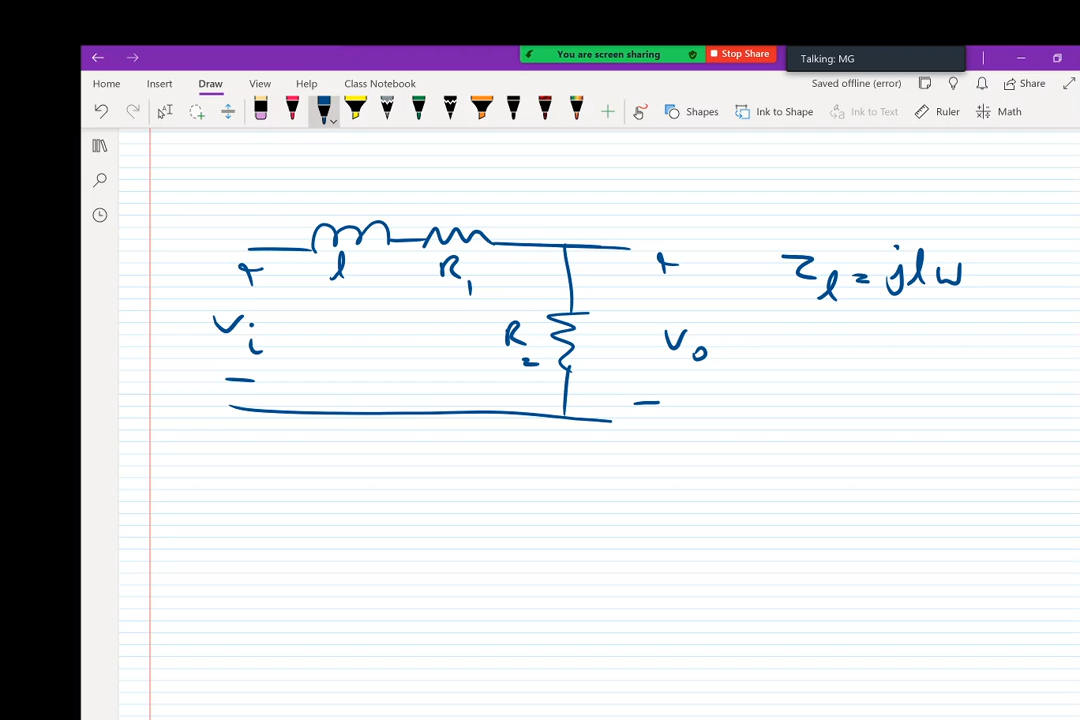 You are screen sharing
Stop Share
Talking: MG
Home Insert Draw View Help Class Notebook
Saved offline (error)
Share
Shapes
Ink to Shape
Ink to Text
Ruler
Math
+ l R1 +
Vi R2 Vo
− −
Zl = jlω